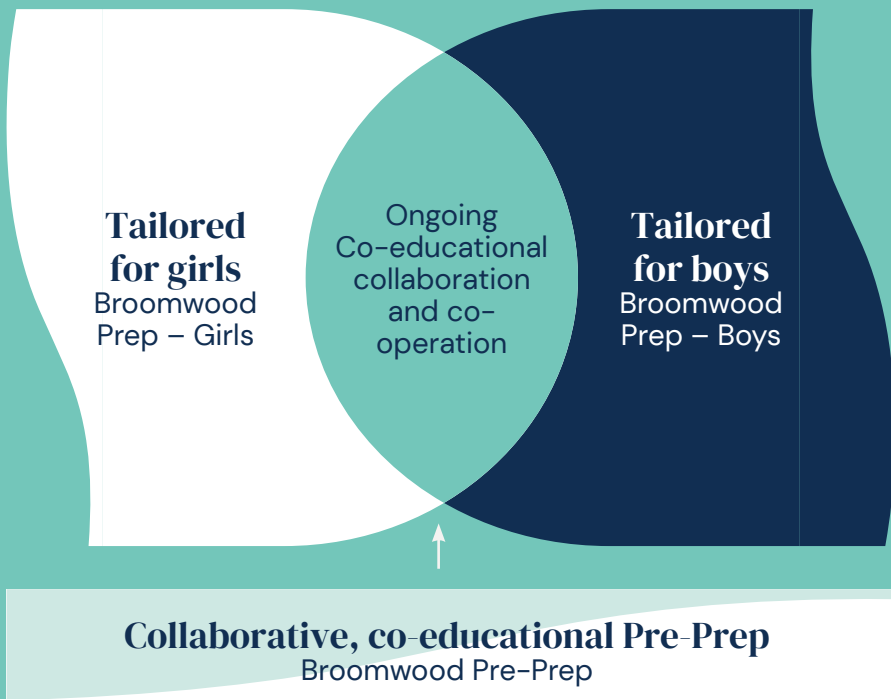 Tailored
for girls
Broomwood
Prep – Girls
Ongoing
Co-educational
collaboration
and co-
operation
Tailored
for boys
Broomwood
Prep – Boys
Collaborative, co-educational Pre-Prep
Broomwood Pre-Prep